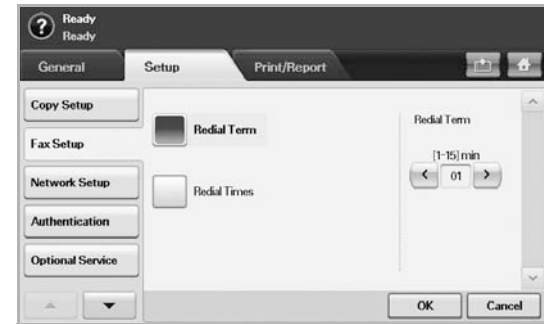 ?
Ready
Ready
General
Setup
Print/Report
Copy Setup
Fax Setup
Network Setup
Authentication
Optional Service
Redial Term
Redial Times
Redial Term
[1-15] min
01
OK
Cancel